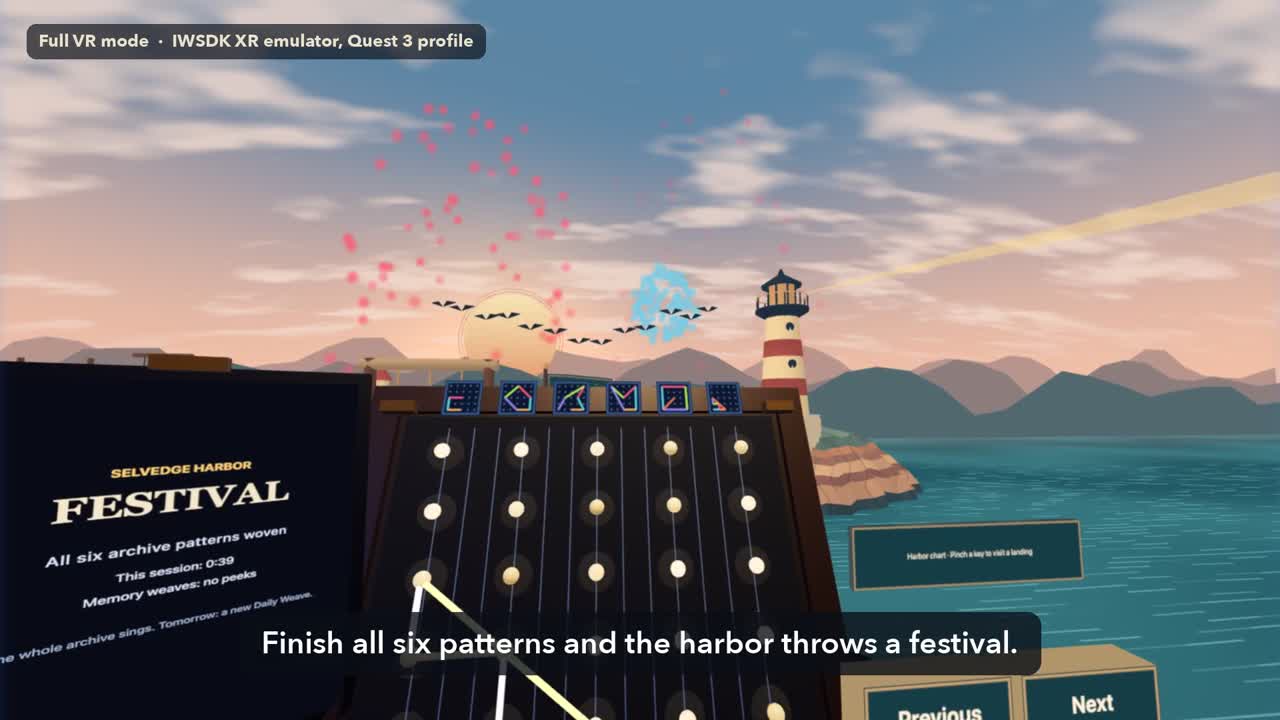 Full VR mode · IWSDK XR emulator, Quest 3 profile
SELVEDGE HARBOR
FESTIVAL
All six archive patterns woven
This session: 0:39
Memory weaves: no peeks
whole archive sings. Tomorrow: a new Daily Weave.
Harbor chart · Pinch a key to visit a landing
Finish all six patterns and the harbor throws a festival.
Previous
Next